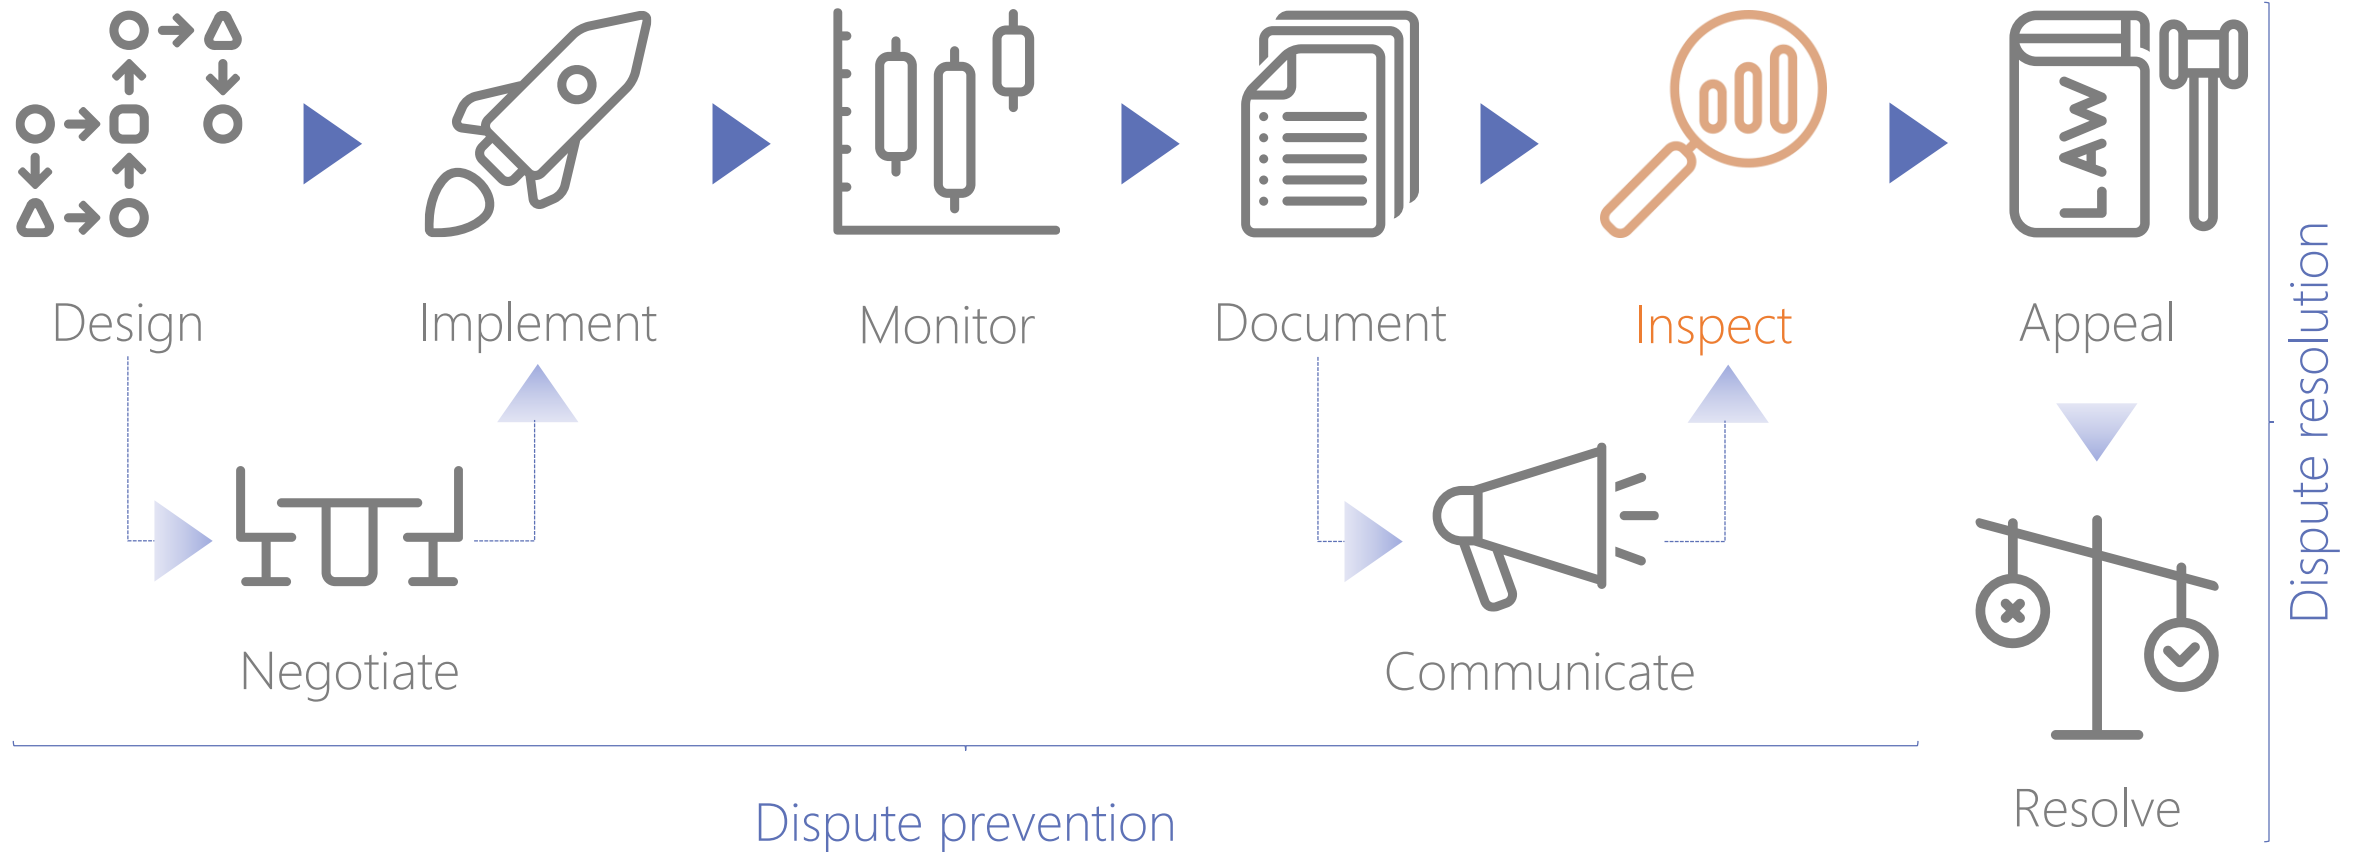 LAW
Design
Implement
Monitor
Document
Inspect
Appeal
Negotiate
Communicate
Resolve
Dispute prevention
Dispute resolution